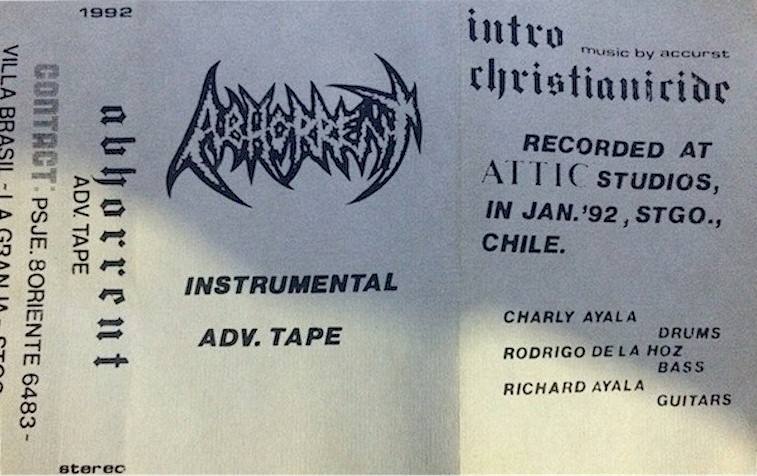 1992
CONTACT: PSJE. 8ORIENTE 6483-
VILLA BRASIL - LA GRANJA - STGO
abhorrent
ADV. TAPE
stereo
ABHORRENT
INSTRUMENTAL
ADV. TAPE
intro
music by accurst
christianicide
RECORDED AT
ATTIC STUDIOS,
IN JAN.'92, STGO.,
CHILE.
CHARLY AYALA
DRUMS
RODRIGO DE LA HOZ
BASS
RICHARD AYALA
GUITARS